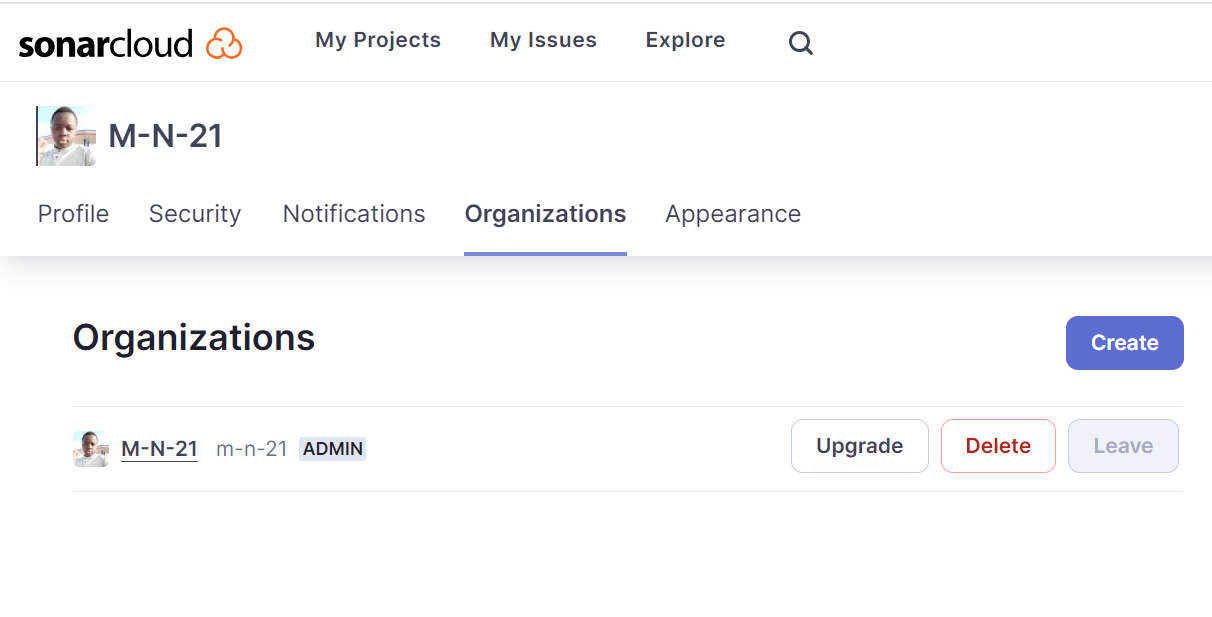 sonarcloud My Projects My Issues Explore
M-N-21
Profile Security Notifications Organizations Appearance
Organizations Create
M-N-21 m-n-21 ADMIN Upgrade Delete Leave